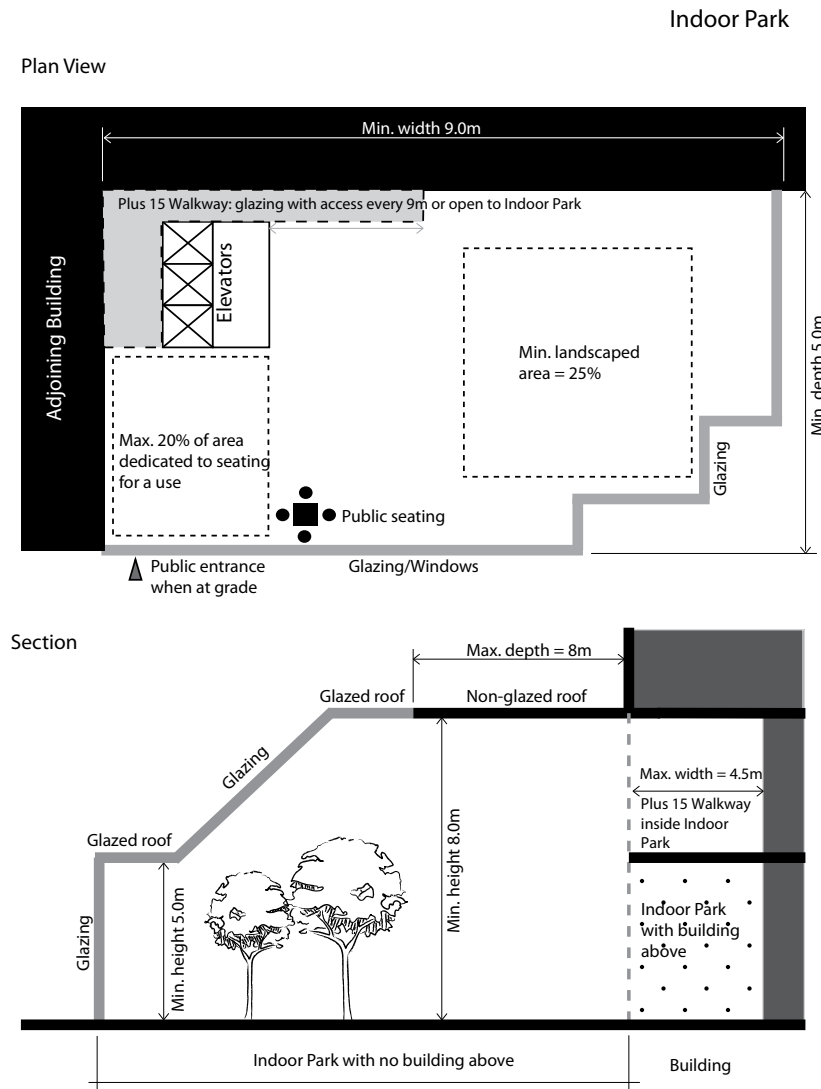 Indoor Park
Plan View
Min. width 9.0m
Plus 15 Walkway: glazing with access every 9m or open to Indoor Park
Elevators
Adjoining Building
Min. landscaped
area = 25%
Min. depth 5.0m
Max. 20% of area
dedicated to seating
for a use
Glazing
Public seating
Public entrance
when at grade
Glazing/Windows
Section
Max. depth = 8m
Glazed roof
Non-glazed roof
Glazing
Max. width = 4.5m
Plus 15 Walkway
inside Indoor
Park
Glazed roof
Min. height 8.0m
Min. height 5.0m
Glazing
Indoor Park
with building
above
Indoor Park with no building above
Building